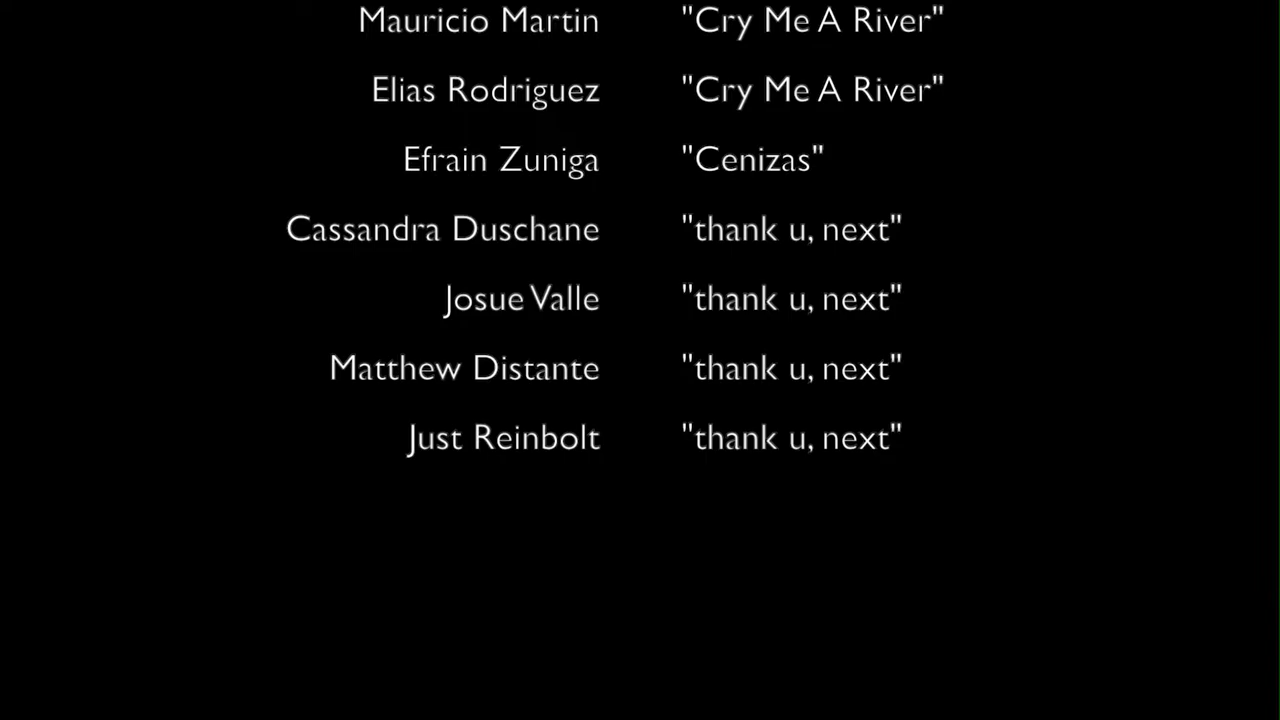 Mauricio Martin "Cry Me A River"
Elias Rodriguez "Cry Me A River"
Efrain Zuniga "Cenizas"
Cassandra Duschane "thank u, next"
Josue Valle "thank u, next"
Matthew Distante "thank u, next"
Just Reinbolt "thank u, next"